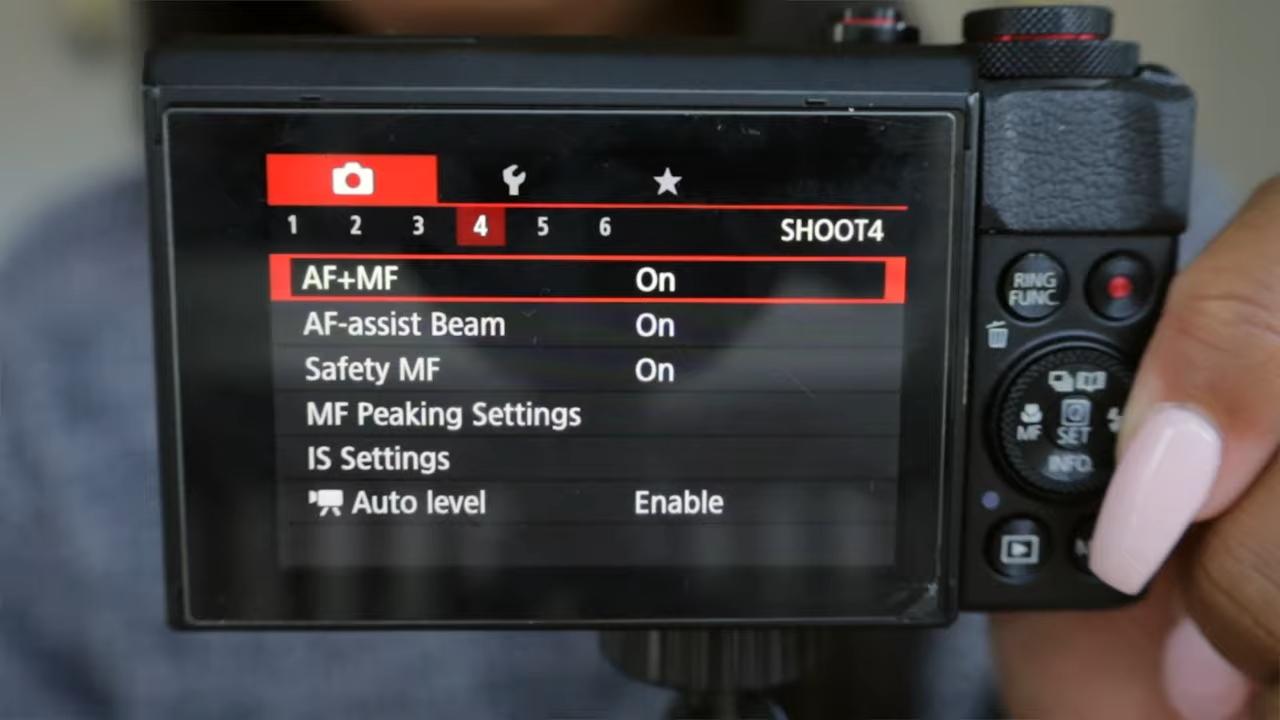 1 2 3 4 5 6 SHOOT4
AF+MF On
AF-assist Beam On
Safety MF On
MF Peaking Settings
IS Settings
Auto level Enable
RING
FUNC.
MF
Q
SET
INFO.